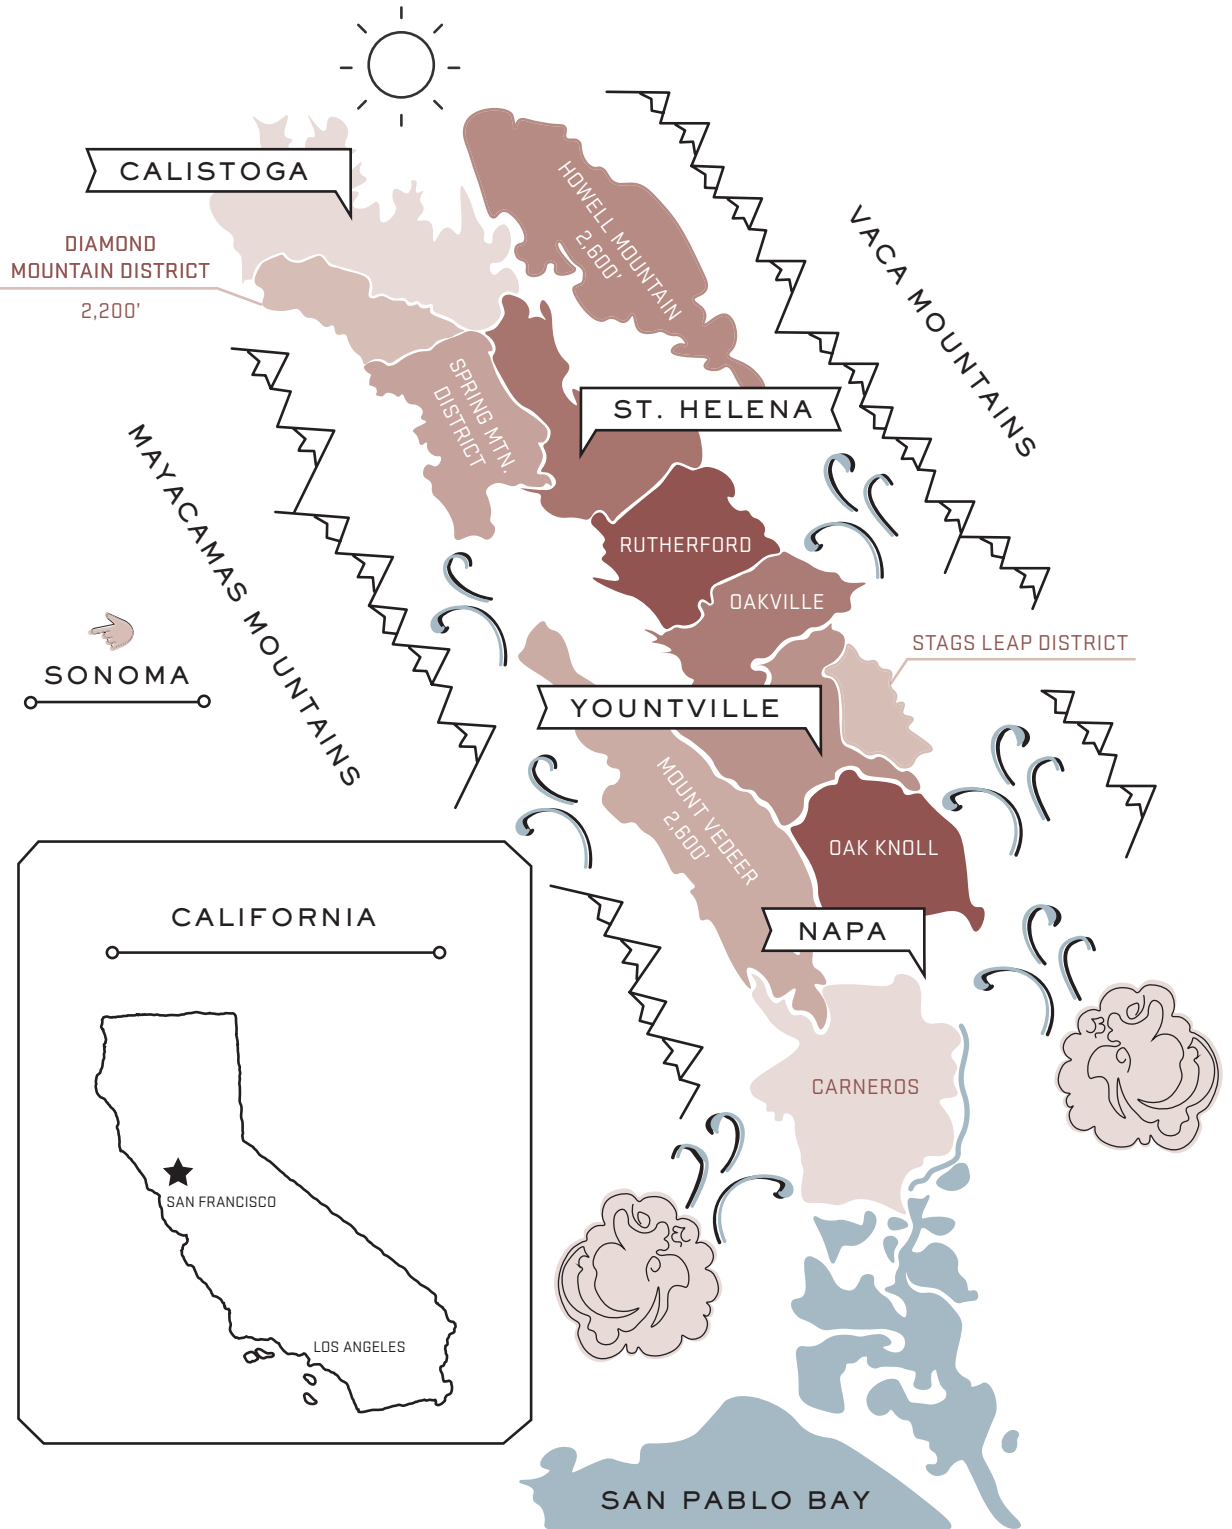 CALISTOGA
HOWELL MOUNTAIN
2,600'
VACA MOUNTAINS
DIAMOND
MOUNTAIN DISTRICT
2,200'
SPRING MTN.
DISTRICT
ST. HELENA
MAYACAMAS MOUNTAINS
RUTHERFORD
OAKVILLE
STAGS LEAP DISTRICT
SONOMA
YOUNTVILLE
MOUNT VEDEER
2,600'
OAK KNOLL
NAPA
CALIFORNIA
CARNEROS
SAN FRANCISCO
LOS ANGELES
SAN PABLO BAY